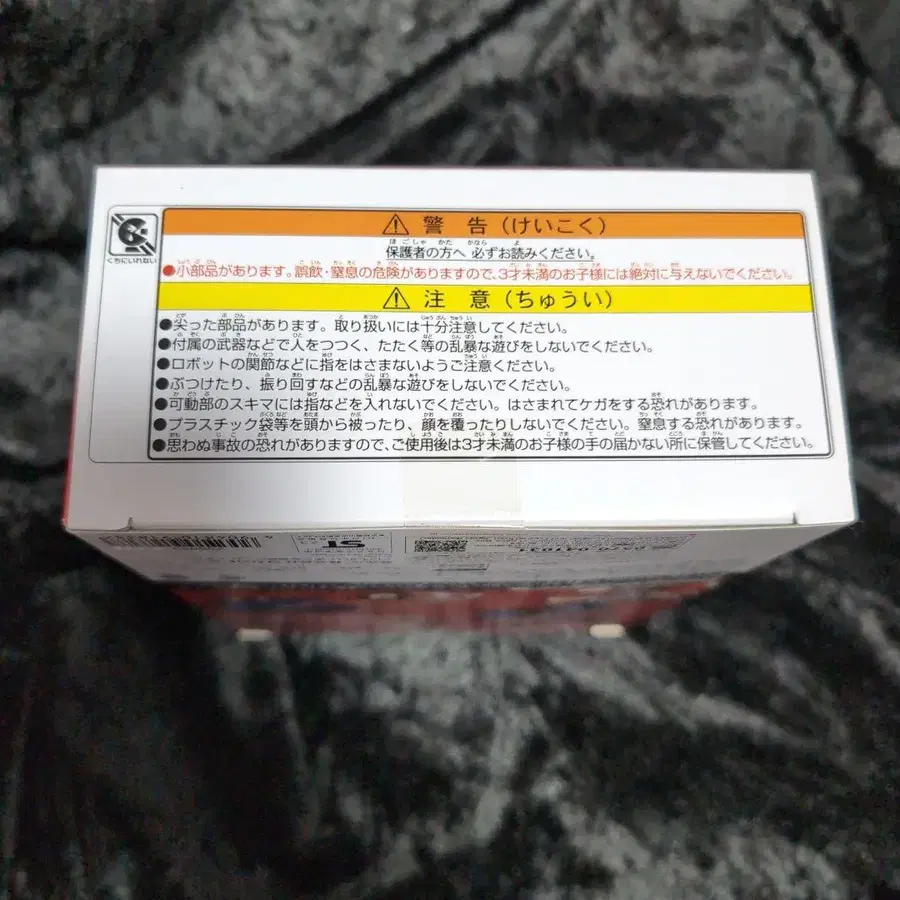 くちにいれない
⚠ 警 告 (けいこく)
保護者の方へ 必ずお読みください。
●小部品があります。誤飲・窒息の危険がありますので、3才未満のお子様には絶対に与えないでください。
⚠ 注 意 (ちゅうい)
●尖った部品があります。取り扱いには十分注意してください。
●付属の武器などで人をつつく、たたく等の乱暴な遊びをしないでください。
●ロボットの関節などに指をはさまないようご注意ください。
●ぶつけたり、振り回すなどの乱暴な遊びをしないでください。
●可動部のスキマには指などを入れないでください。はさまれてケガをする恐れがあります。
●プラスチック袋等を頭から被ったり、顔を覆ったりしないでください。窒息する恐れがあります。
●思わぬ事故の恐れがありますので、ご使用後は3才未満のお子様の手の届かない所に保管してください。
ST